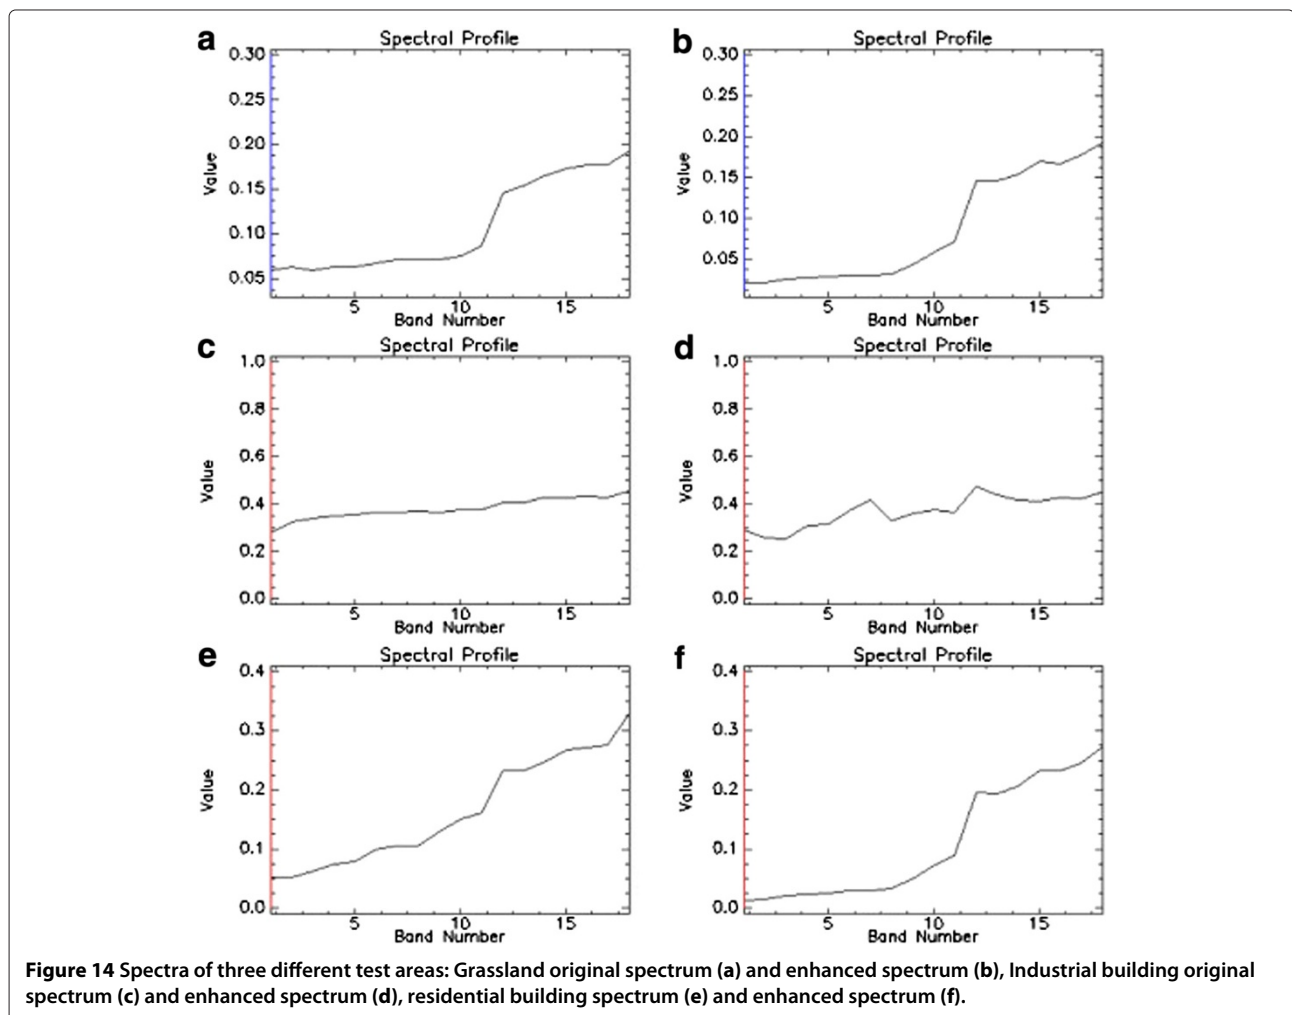 a
Spectral Profile
0.30
0.25
0.20
0.15
0.10
0.05
Value
5 10 15
Band Number
b
Spectral Profile
0.30
0.25
0.20
0.15
0.10
0.05
Value
5 10 15
Band Number
c
Spectral Profile
1.0
0.8
0.6
0.4
0.2
0.0
Value
5 10 15
Band Number
d
Spectral Profile
1.0
0.8
0.6
0.4
0.2
0.0
Value
5 10 15
Band Number
e
Spectral Profile
0.4
0.3
0.2
0.1
0.0
Value
5 10 15
Band Number
f
Spectral Profile
0.4
0.3
0.2
0.1
0.0
Value
5 10 15
Band Number
Figure 14 Spectra of three different test areas: Grassland original spectrum (a) and enhanced spectrum (b), Industrial building original
spectrum (c) and enhanced spectrum (d), residential building spectrum (e) and enhanced spectrum (f).